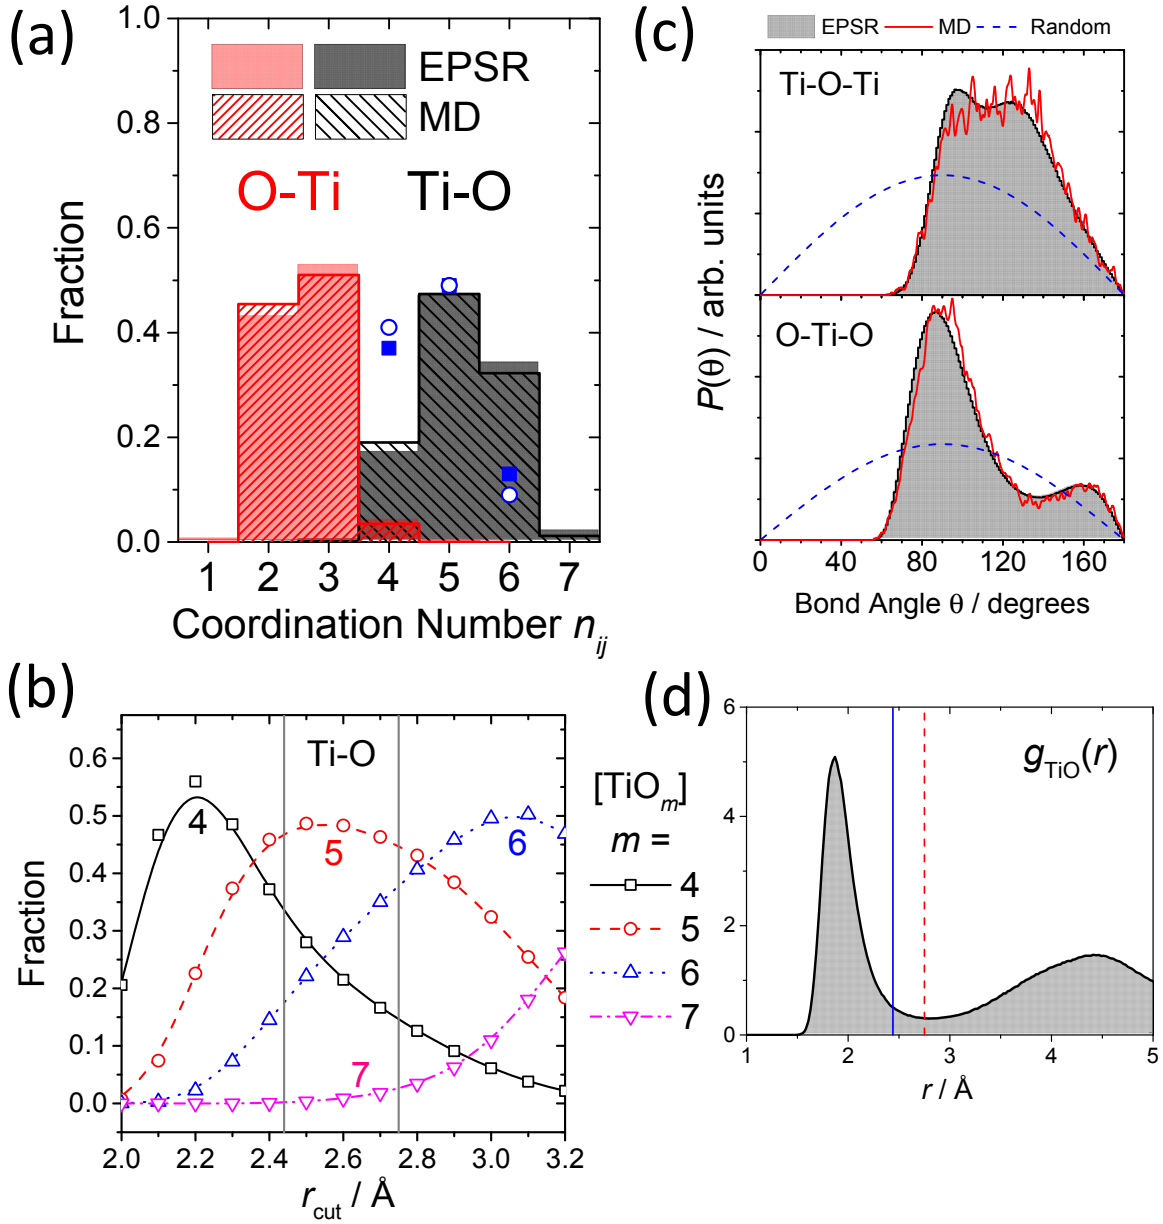 (a)
1.0
0.8
0.6
0.4
0.2
0.0
Fraction
EPSR
MD
O-Ti Ti-O
1 2 3 4 5 6 7
Coordination Number n_ij
(c)
EPSR MD Random
Ti-O-Ti
O-Ti-O
P(θ) / arb. units
0 40 80 120 160
Bond Angle θ / degrees
(b)
0.6
0.5
0.4
0.3
0.2
0.1
0.0
Fraction
Ti-O
4
5
6
7
2.0 2.2 2.4 2.6 2.8 3.0 3.2
r_cut / Å
[TiO_m]
m =
4
5
6
7
(d)
6
4
2
0
g_TiO(r)
1 2 3 4 5
r / Å